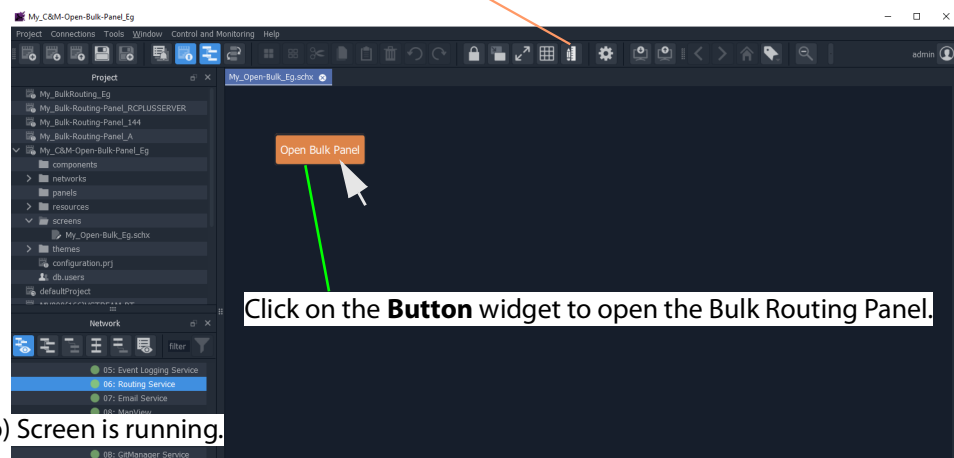 My_C&M-Open-Bulk-Panel_Eg
Project Connections Tools Window Control and Monitoring Help
admin
Project
My_Open-Bulk_Eg.schx
My_BulkRouting_Eg
My_Bulk-Routing-Panel_RCPLUSSERVER
My_Bulk-Routing-Panel_144
My_Bulk-Routing-Panel_A
My_C&M-Open-Bulk-Panel_Eg
components
networks
panels
resources
screens
My_Open-Bulk_Eg.schx
themes
configuration.prj
db.users
defaultProject
Open Bulk Panel
Click on the Button widget to open the Bulk Routing Panel.
Network
filter
05: Event Logging Service
06: Routing Service
07: Email Service
08: MapView
) Screen is running.
08: GitManager Service